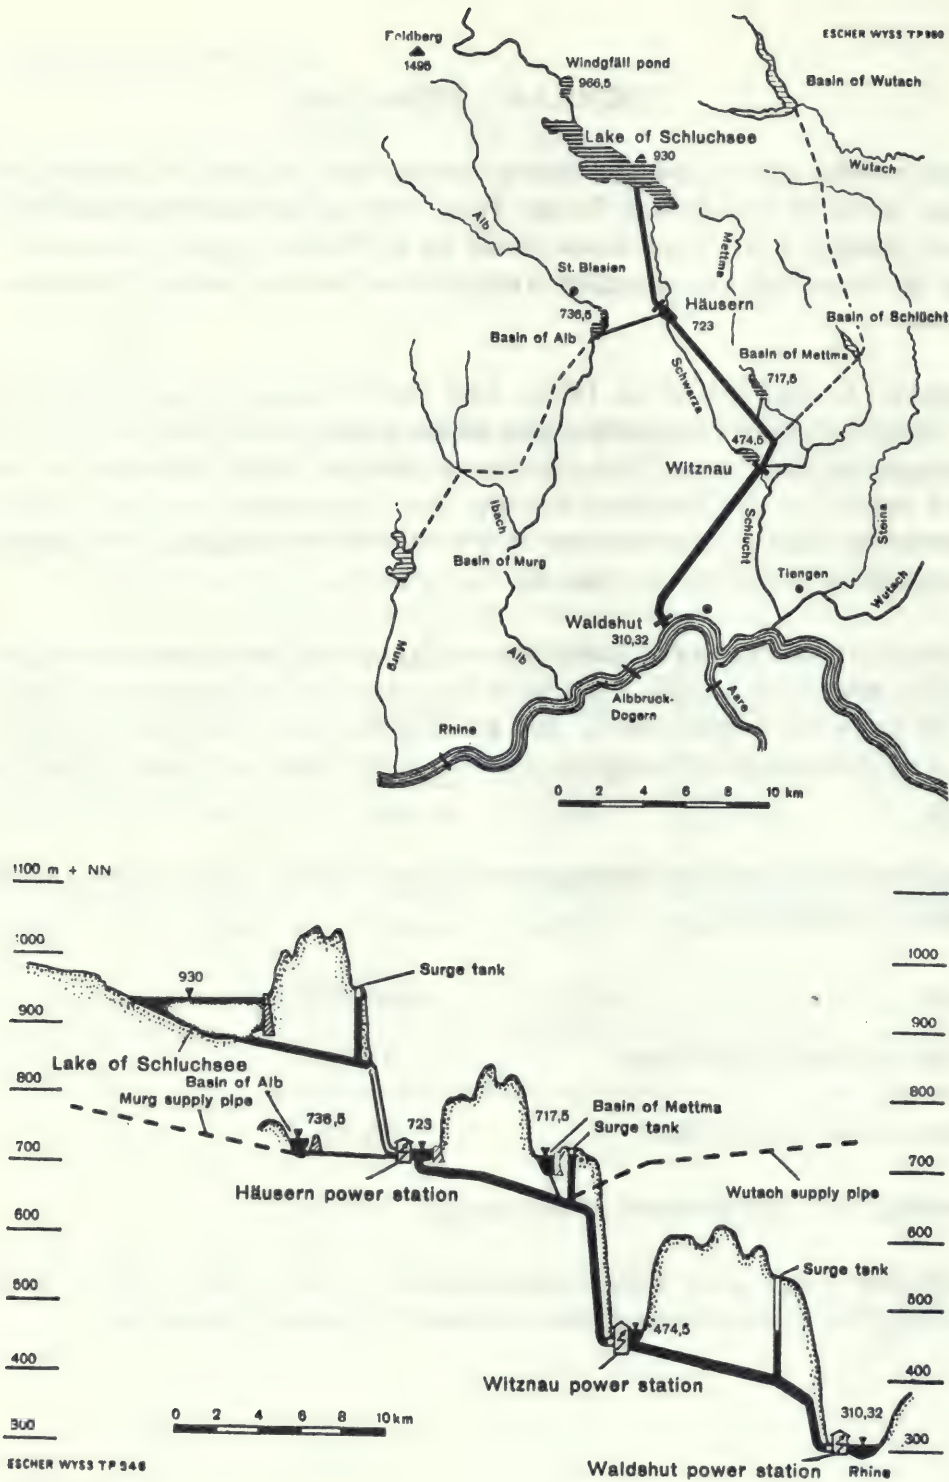 ESCHER WYSS TP 980
Feldberg
1495
Windgfäll pond
966,5
Basin of Wutach
Lake of Schluchsee
930
Wutach
Alb
Mettma
St. Blasien
Häusern
723
736,5
Basin of Alb
Basin of Schlücht
Basin of Mettma
717,5
Schwarza
474,5
Witznau
Ibach
Schlucht
Steina
Basin of Murg
Tiengen
Wutach
Waldshut
310,32
Murg
Alb
Albbruck-
Dogern
Aare
Rhine
0 2 4 6 8 10 km
1100 m + NN
1000
1000
930
Surge tank
900
900
Lake of Schluchsee
800
Basin of Alb
800
Murg supply pipe
736,5
723
717,5
Basin of Mettma
Surge tank
700
700
Häusern power station
Wutach supply pipe
600
600
Surge tank
500
500
474,5
400
400
Witznau power station
310,32
0 2 4 6 8 10 km
300
300
ESCHER WYSS TP 546
Waldshut power station
Rhine